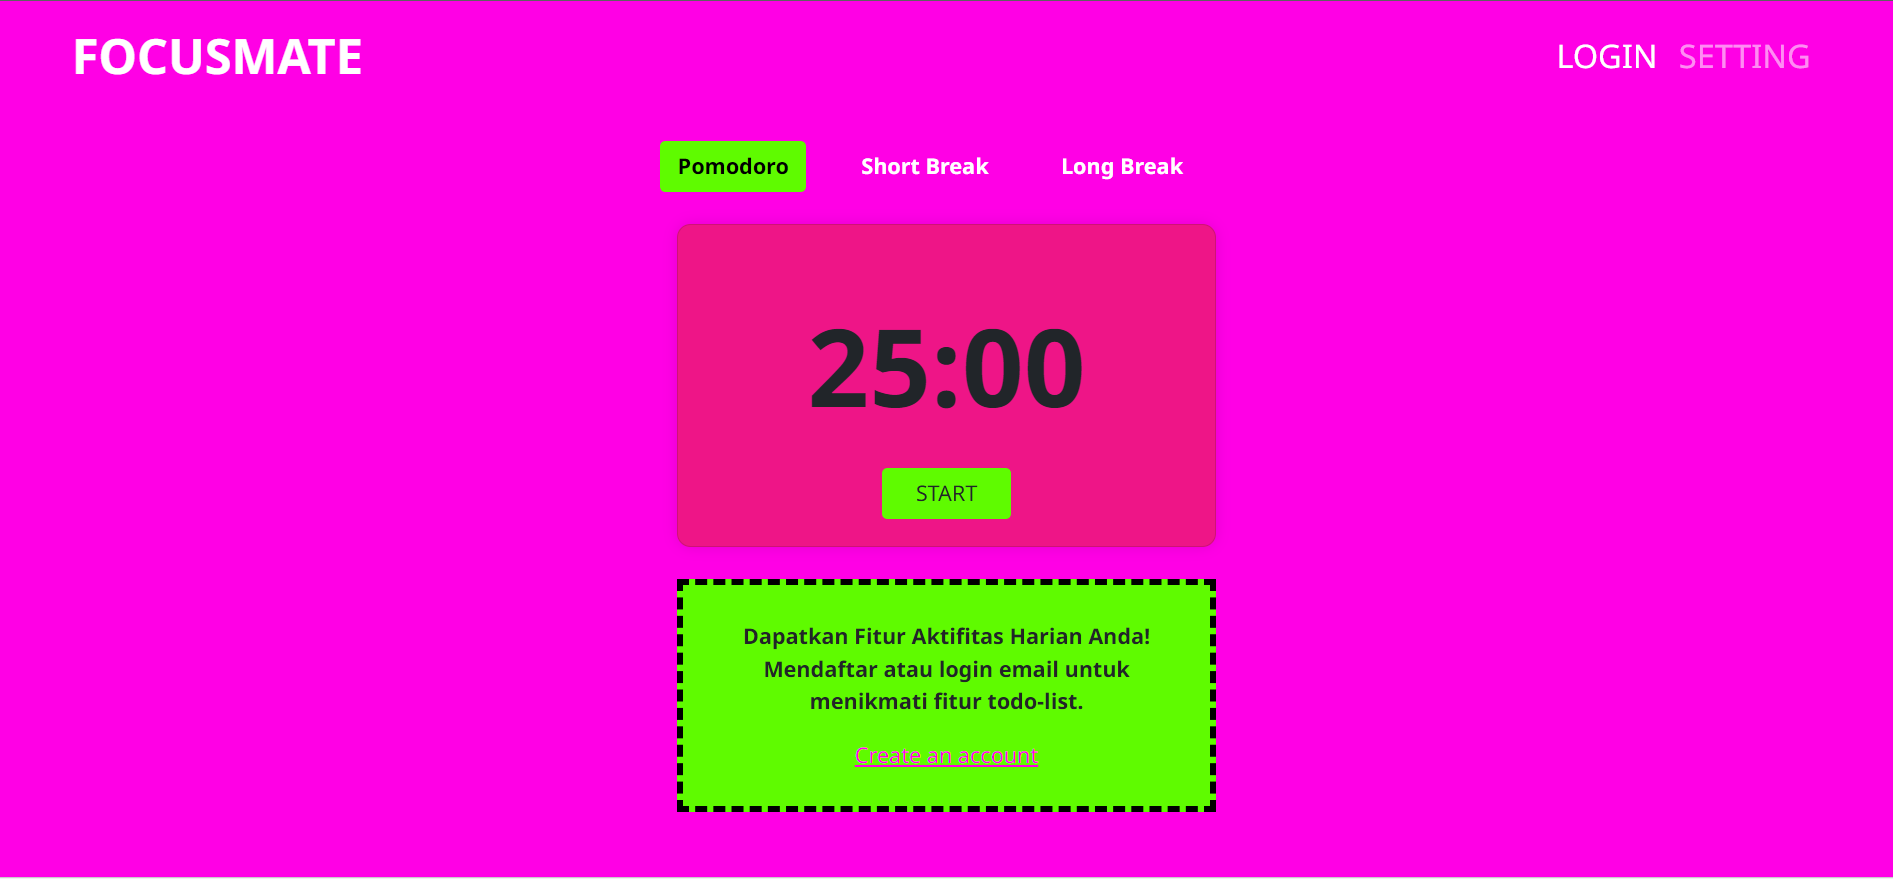 FOCUSMATE
LOGIN SETTING
Pomodoro Short Break Long Break
25:00
START
Dapatkan Fitur Aktifitas Harian Anda!
Mendaftar atau login email untuk
menikmati fitur todo-list.
Create an account